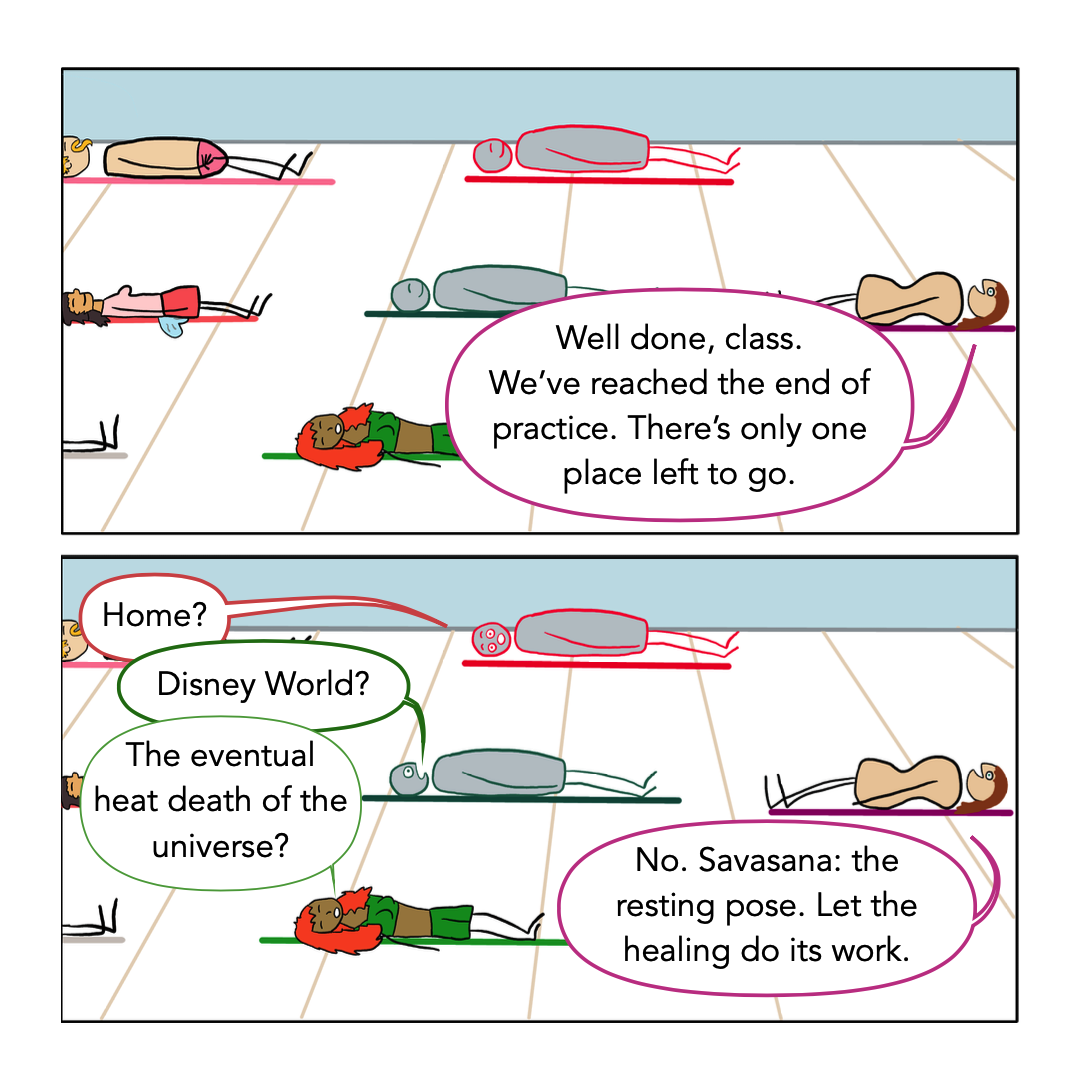 Well done, class.
We've reached the end of
practice. There's only one
place left to go.
Home?
Disney World?
The eventual
heat death of the
universe?
No. Savasana: the
resting pose. Let the
healing do its work.